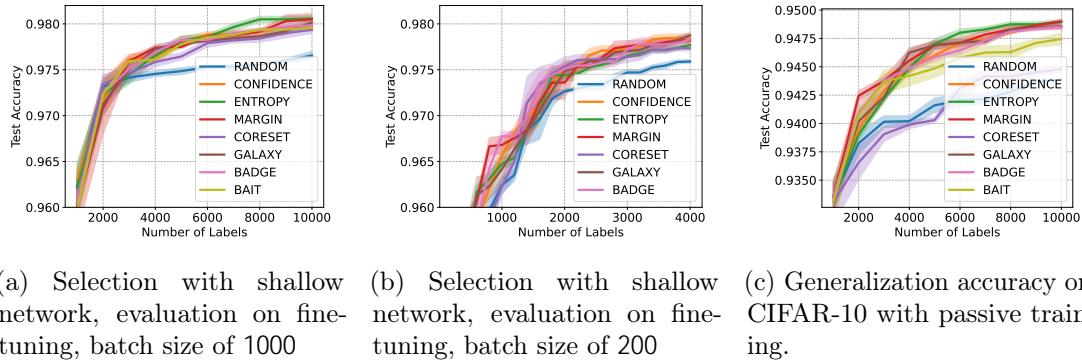 0.980
0.975
0.970
0.965
0.960
Test Accuracy
2000 4000 6000 8000 10000
Number of Labels
RANDOM
CONFIDENCE
ENTROPY
MARGIN
CORESET
GALAXY
BADGE
BAIT
0.980
0.975
0.970
0.965
0.960
Test Accuracy
1000 2000 3000 4000
Number of Labels
RANDOM
CONFIDENCE
ENTROPY
MARGIN
CORESET
GALAXY
BADGE
0.9500
0.9475
0.9450
0.9425
0.9400
0.9375
0.9350
Test Accuracy
2000 4000 6000 8000 10000
Number of Labels
RANDOM
CONFIDENCE
ENTROPY
MARGIN
CORESET
GALAXY
BADGE
BAIT
a) Selection with shallow
network, evaluation on fine-
tuning, batch size of 1000
(b) Selection with shallow
network, evaluation on fine-
tuning, batch size of 200
(c) Generalization accuracy on
CIFAR-10 with passive train
ing.